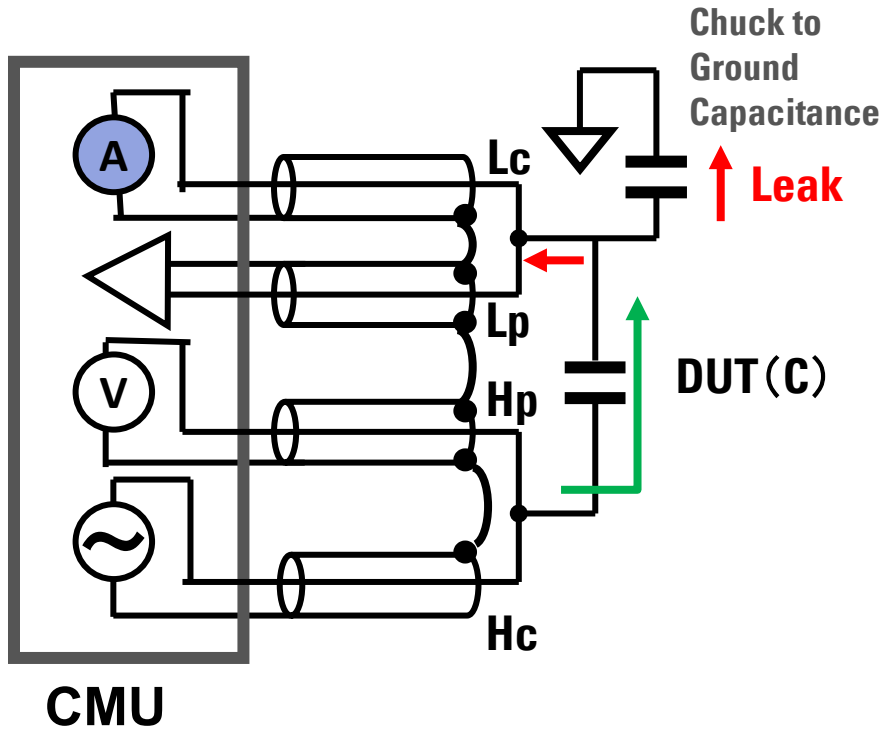 Chuck to
Ground
Capacitance
A
Lc
Leak
Lp
V
Hp
DUT（C）
Hc
CMU